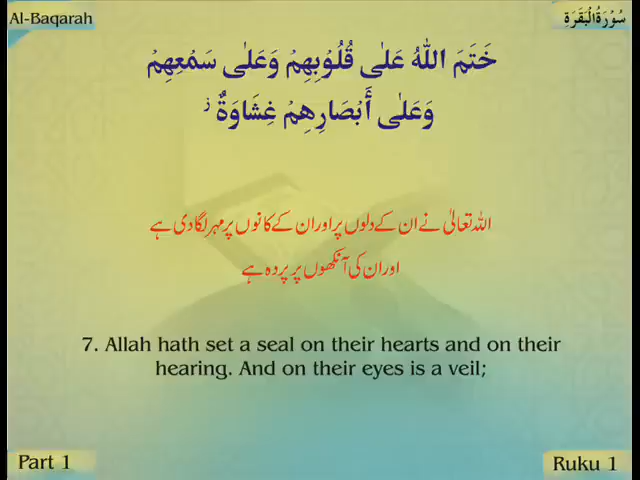 Al-Baqarah
سُوْرَةُ الْبَقَرَةِ
خَتَمَ اللّٰهُ عَلٰى قُلُوْبِهِمْ وَعَلٰى سَمْعِهِمْ
وَعَلٰى أَبْصَارِهِمْ غِشَاوَةٌ ز
اللہ تعالیٰ نے ان کے دلوں پر اور ان کے کانوں پر مہر لگا دی ہے
اور ان کی آنکھوں پر پردہ ہے
7. Allah hath set a seal on their hearts and on their
hearing. And on their eyes is a veil;
Part 1
Ruku 1